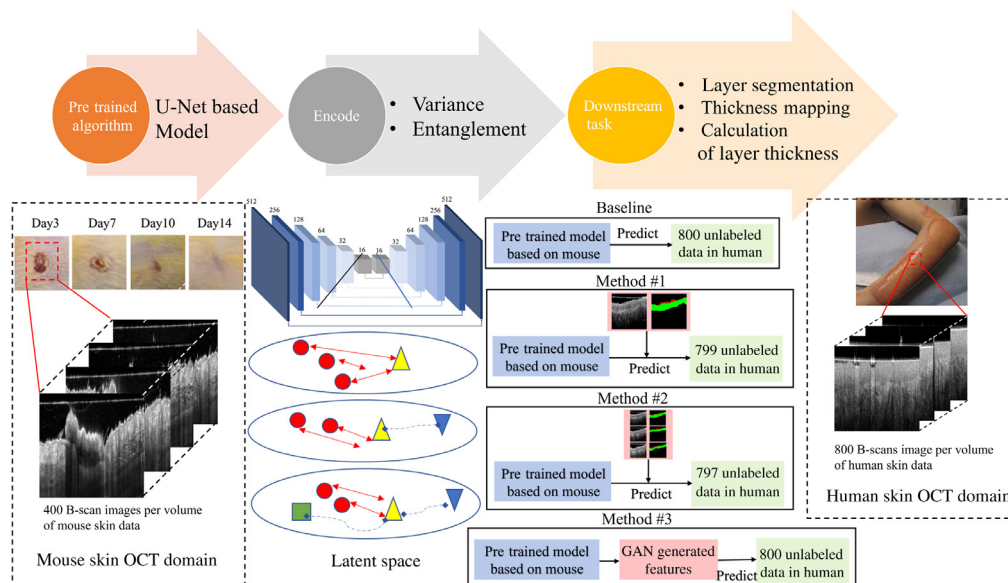 Pre trained
algorithm
U-Net based
Model
Encode
• Variance
• Entanglement
Downstream
task
• Layer segmentation
• Thickness mapping
• Calculation
of layer thickness
Day3
Day7
Day10
Day14
400 B-scan images per volume
of mouse skin data
Mouse skin OCT domain
512
256
128
64
32
16
16
32
64
128
256
512
Latent space
Baseline
Pre trained model
based on mouse
Predict
800 unlabeled
data in human
Method #1
Pre trained model
based on mouse
Predict
799 unlabeled
data in human
Method #2
Pre trained model
based on mouse
Predict
797 unlabeled
data in human
Method #3
Pre trained model
based on mouse
GAN generated
features
Predict
800 unlabeled
data in human
800 B-scans image per volume
of human skin data
Human skin OCT domain